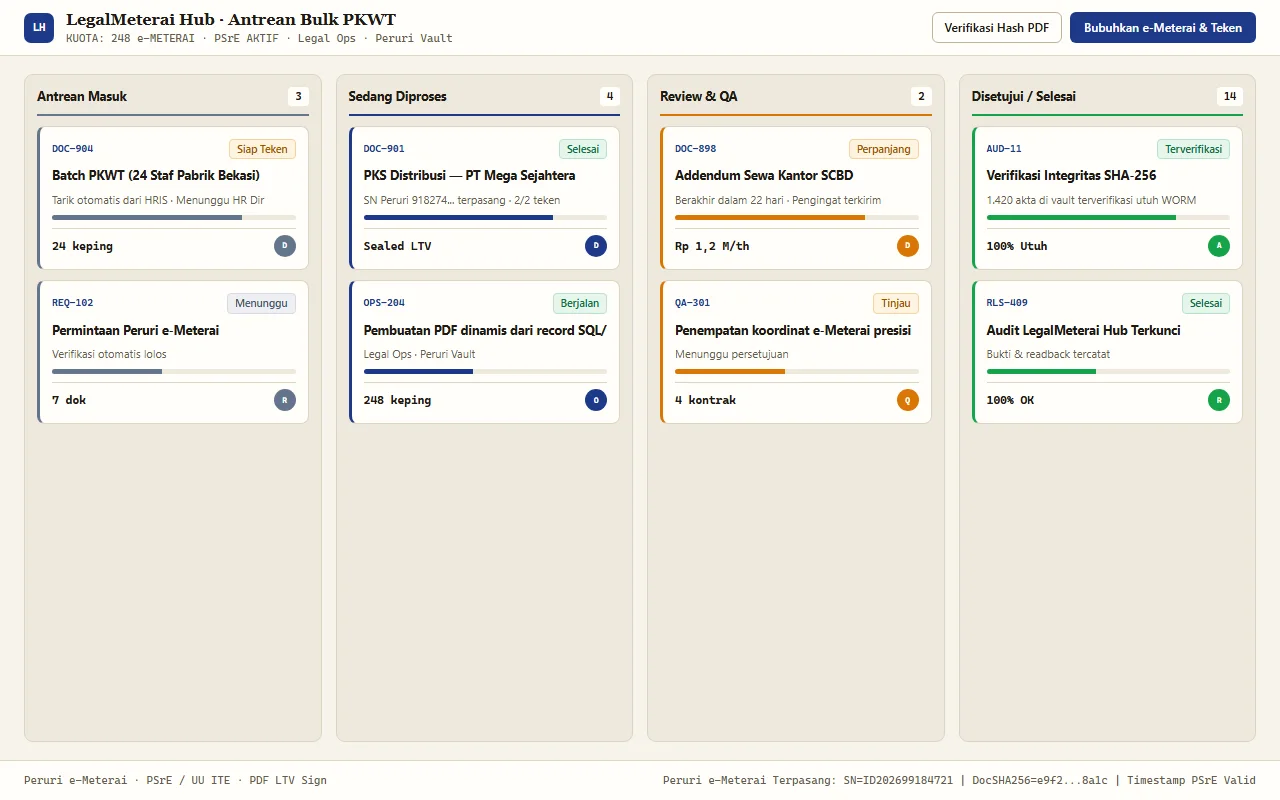 LH
LegalMeterai Hub · Antrean Bulk PKWT
KUOTA: 248 e-METERAI · PSrE AKTIF · Legal Ops · Peruri Vault
Verifikasi Hash PDF
Bubuhkan e-Meterai & Teken
Antrean Masuk
3
DOC-904
Siap Teken
Batch PKWT (24 Staf Pabrik Bekasi)
Tarik otomatis dari HRIS · Menunggu HR Dir
24 keping
D
REQ-102
Menunggu
Permintaan Peruri e-Meterai
Verifikasi otomatis lolos
7 dok
R
Sedang Diproses
4
DOC-901
Selesai
PKS Distribusi — PT Mega Sejahtera
SN Peruri 918274… terpasang · 2/2 teken
Sealed LTV
D
OPS-204
Berjalan
Pembuatan PDF dinamis dari record SQL/
Legal Ops · Peruri Vault
248 keping
O
Review & QA
2
DOC-898
Perpanjang
Addendum Sewa Kantor SCBD
Berakhir dalam 22 hari · Pengingat terkirim
Rp 1,2 M/th
D
QA-301
Tinjau
Penempatan koordinat e-Meterai presisi
Menunggu persetujuan
4 kontrak
Q
Disetujui / Selesai
14
AUD-11
Terverifikasi
Verifikasi Integritas SHA-256
1.420 akta di vault terverifikasi utuh WORM
100% Utuh
A
RLS-409
Selesai
Audit LegalMeterai Hub Terkunci
Bukti & readback tercatat
100% OK
R
Peruri e-Meterai · PSrE / UU ITE · PDF LTV Sign
Peruri e-Meterai Terpasang: SN=ID202699184721 | DocSHA256=e9f2...8a1c | Timestamp PSrE Valid